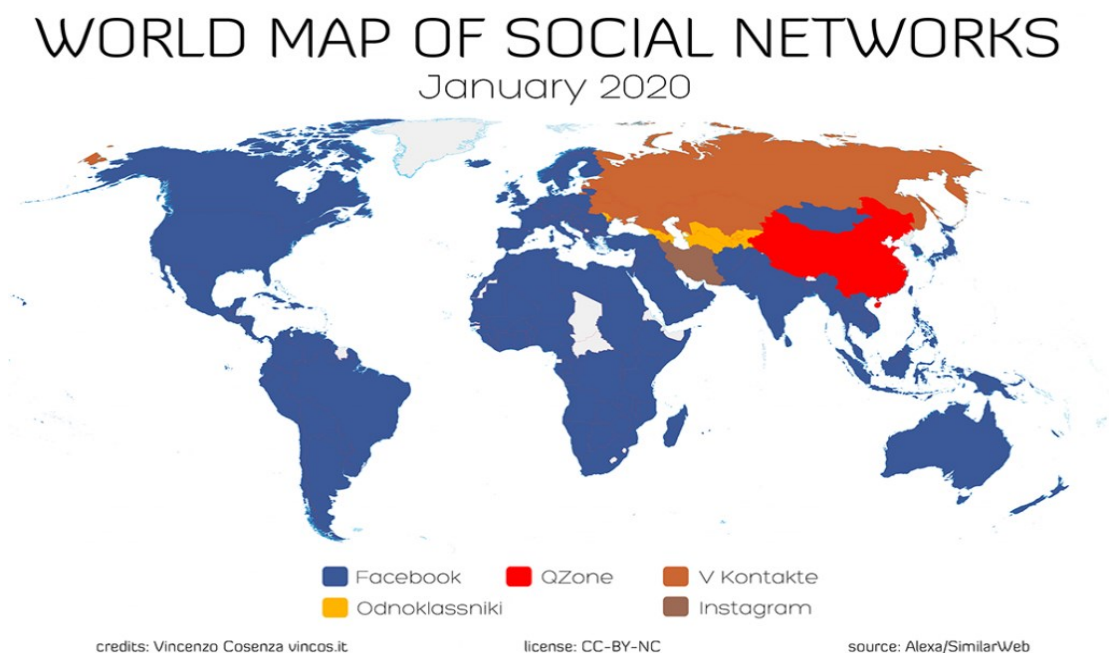 WORLD MAP OF SOCIAL NETWORKS
January 2020
Facebook QZone V Kontakte
Odnoklassniki Instagram
credits: Vincenzo Cosenza vincos.it license: CC-BY-NC source: Alexa/SimilarWeb